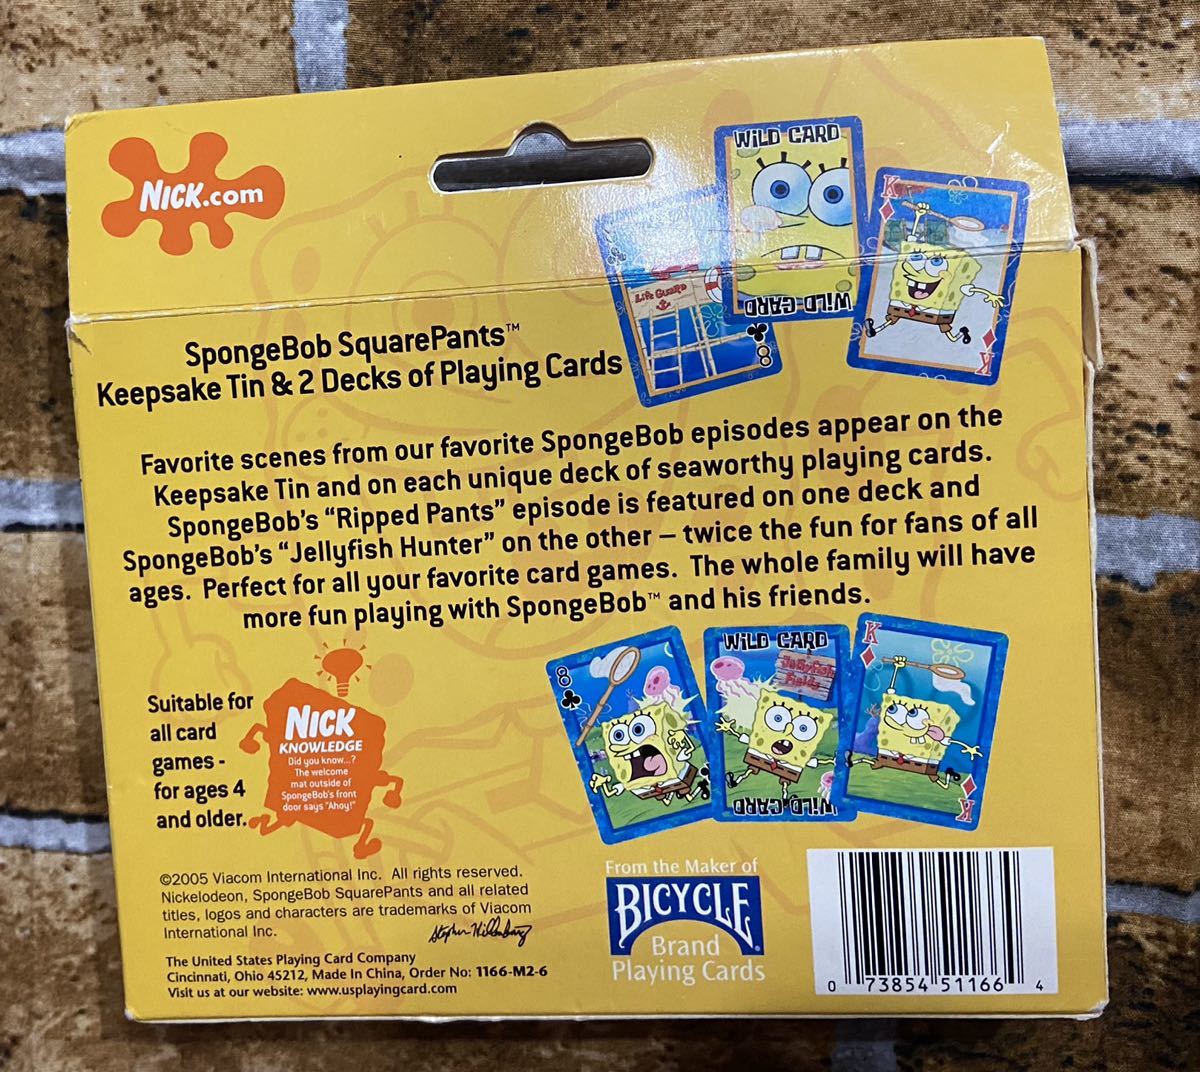 NICK.com
WILD CARD
K
Life Guard
WILD CARD
8
K
SpongeBob SquarePants™
Keepsake Tin & 2 Decks of Playing Cards
Favorite scenes from our favorite SpongeBob episodes appear on the
Keepsake Tin and on each unique deck of seaworthy playing cards.
SpongeBob's "Ripped Pants" episode is featured on one deck and
SpongeBob's "Jellyfish Hunter" on the other – twice the fun for fans of all
ages. Perfect for all your favorite card games. The whole family will have
more fun playing with SpongeBob™ and his friends.
8
WILD CARD
Jellyfish
Fields
K
WILD CARD
K
Suitable for
all card
games -
for ages 4
and older.
NICK
KNOWLEDGE
Did you know...?
The welcome
mat outside of
SpongeBob's front
door says "Ahoy!"
©2005 Viacom International Inc. All rights reserved.
Nickelodeon, SpongeBob SquarePants and all related
titles, logos and characters are trademarks of Viacom
International Inc.
Stephen Hillenburg
The United States Playing Card Company
Cincinnati, Ohio 45212, Made In China, Order No: 1166-M2-6
Visit us at our website: www.usplayingcard.com
From the Maker of
BICYCLE®
Brand
Playing Cards
0 73854 51166 4